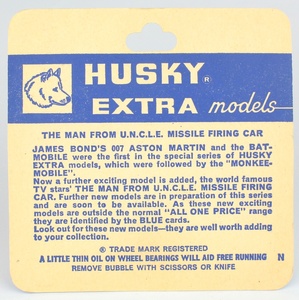 HUSKY®
EXTRA models
THE MAN FROM U.N.C.L.E. MISSILE FIRING CAR
JAMES BOND'S 007 ASTON MARTIN and the BAT-
MOBILE were the first in the special series of HUSKY
EXTRA models, which were followed by the "MONKEE-
MOBILE".
Now a further exciting model is added, the world famous
TV stars' THE MAN FROM U.N.C.L.E. MISSILE FIRING
CAR. Further new models are in preparation of this series
and are soon to be available. As these new exciting
models are outside the normal "ALL ONE PRICE" range
they are identified by the BLUE cards.
Look out for these new models—they are well worth adding
to your collection.
® TRADE MARK REGISTERED
A LITTLE THIN OIL ON WHEEL BEARINGS WILL AID FREE RUNNING N
REMOVE BUBBLE WITH SCISSORS OR KNIFE